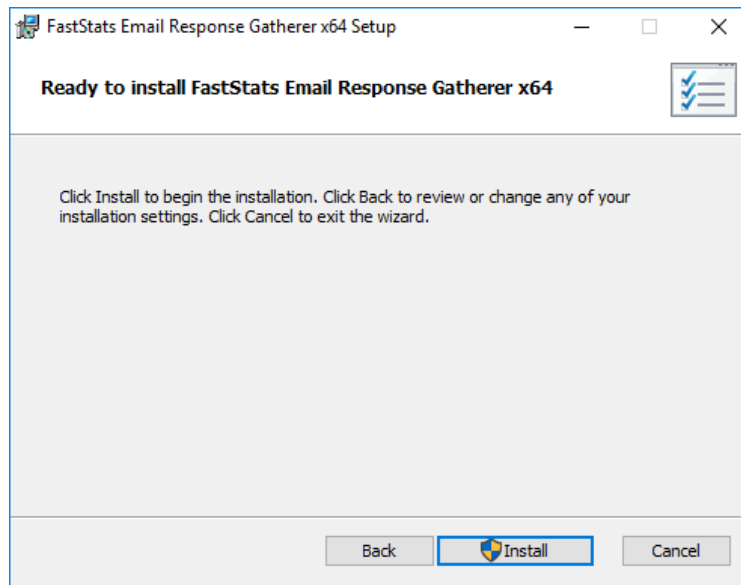 FastStats Email Response Gatherer x64 Setup
Ready to install FastStats Email Response Gatherer x64
Click Install to begin the installation. Click Back to review or change any of your
installation settings. Click Cancel to exit the wizard.
Back
Install
Cancel